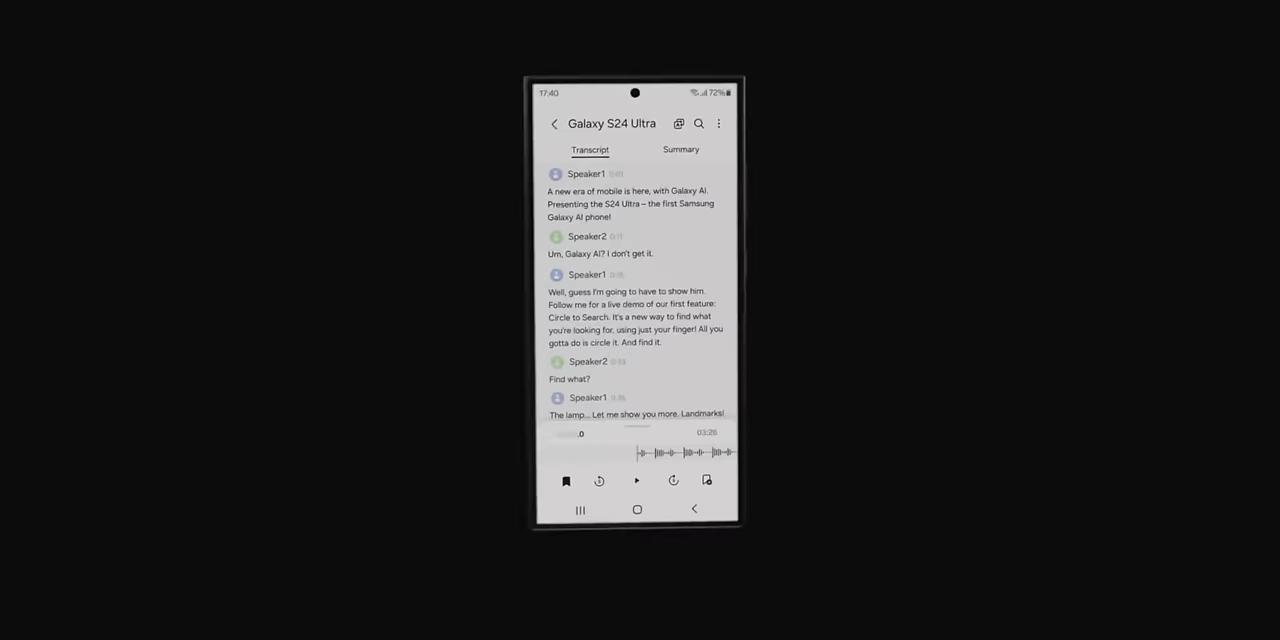 17:40
72%
Galaxy S24 Ultra
Transcript
Summary
Speaker1
A new era of mobile is here, with Galaxy AI.
Presenting the S24 Ultra – the first Samsung
Galaxy AI phone!
Speaker2 0:11
Um, Galaxy AI? I don't get it.
Speaker1
Well, guess I'm going to have to show him.
Follow me for a live demo of our first feature:
Circle to Search. It's a new way to find what
you're looking for, using just your finger! All you
gotta do is circle it. And find it.
Speaker2
Find what?
Speaker1
The lamp... Let me show you more. Landmarks!
.0
03:26